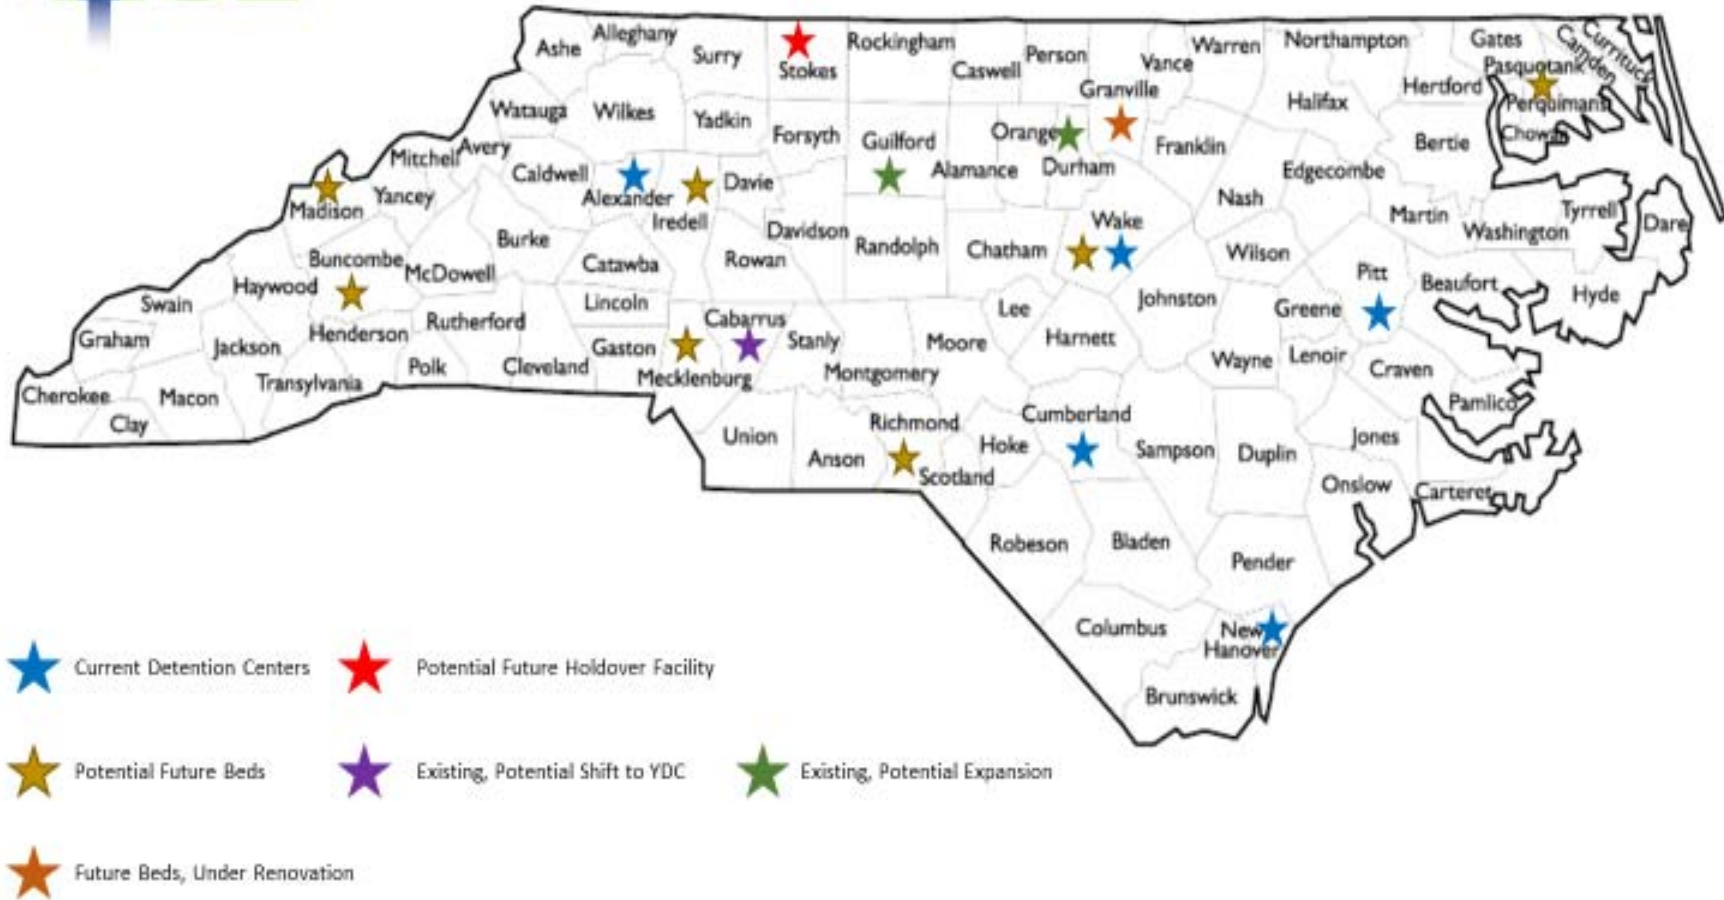 Ashe
Alleghany
Surry
Stokes
Rockingham
Caswell
Person
Vance
Granville
Warren
Northampton
Gates
Pasquotank
Camden
Currituck
Watauga
Wilkes
Yadkin
Forsyth
Guilford
Alamance
Orange
Durham
Franklin
Halifax
Hertford
Perquimans
Chowan
Bertie
Mitchell
Avery
Caldwell
Alexander
Iredell
Davie
Madison
Yancey
Davidson
Randolph
Chatham
Wake
Nash
Edgecombe
Martin
Washington
Tyrrell
Dare
Buncombe
McDowell
Burke
Catawba
Rowan
Wilson
Pitt
Beaufort
Hyde
Swain
Haywood
Graham
Jackson
Henderson
Rutherford
Lincoln
Cabarrus
Stanly
Gaston
Mecklenburg
Montgomery
Moore
Lee
Harnett
Johnston
Greene
Wayne
Lenoir
Craven
Pamlico
Cherokee
Clay
Macon
Transylvania
Polk
Cleveland
Union
Anson
Richmond
Scotland
Hoke
Cumberland
Sampson
Duplin
Jones
Onslow
Carteret
Robeson
Bladen
Pender
Columbus
New
Hanover
Brunswick
Current Detention Centers
Potential Future Holdover Facility
Potential Future Beds
Existing, Potential Shift to YDC
Existing, Potential Expansion
Future Beds, Under Renovation